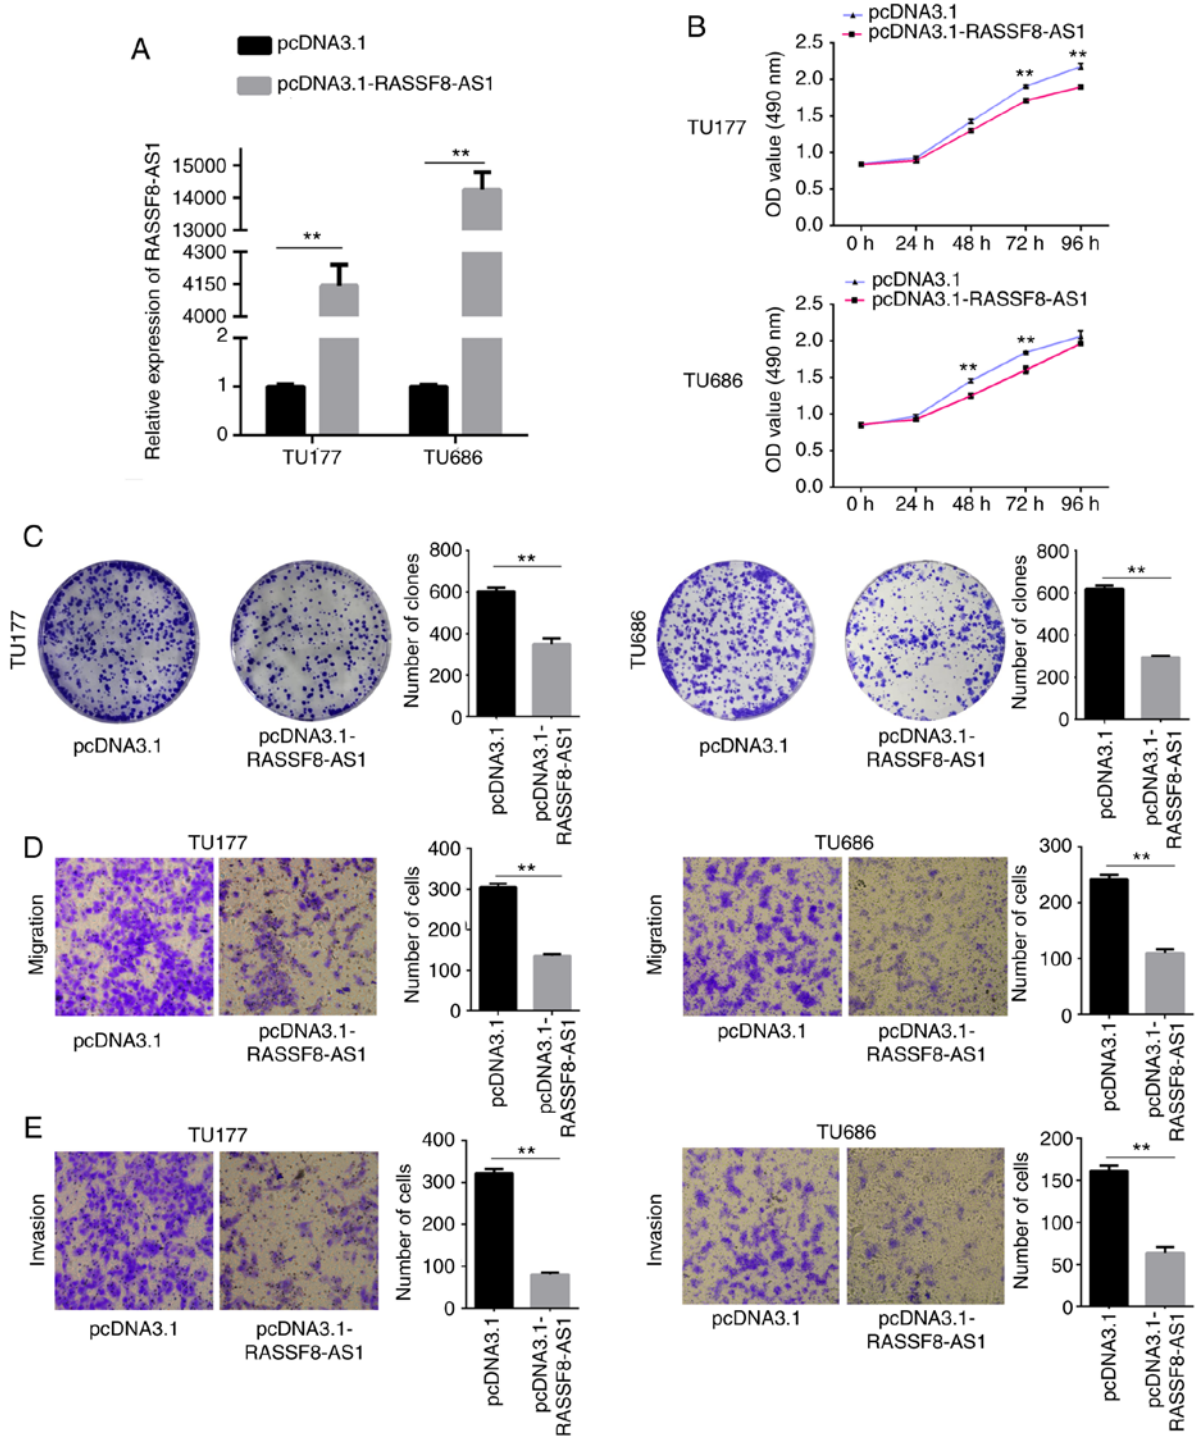 A
pcDNA3.1
pcDNA3.1-RASSF8-AS1
Relative expression of RASSF8-AS1
15000
14000
13000
4300
4150
4000
2
1
0
**
**
TU177
TU686
B
pcDNA3.1
pcDNA3.1-RASSF8-AS1
TU177
OD value (490 nm)
2.5
2.0
1.5
1.0
0.5
0.0
**
**
0 h
24 h
48 h
72 h
96 h
pcDNA3.1
pcDNA3.1-RASSF8-AS1
TU686
OD value (490 nm)
2.5
2.0
1.5
1.0
0.5
0.0
**
**
0 h
24 h
48 h
72 h
96 h
C
TU177
pcDNA3.1
pcDNA3.1-
RASSF8-AS1
Number of clones
800
600
400
200
0
**
pcDNA3.1
pcDNA3.1-
RASSF8-AS1
TU686
pcDNA3.1
pcDNA3.1-
RASSF8-AS1
Number of clones
800
600
400
200
0
**
pcDNA3.1
pcDNA3.1-
RASSF8-AS1
D
TU177
Migration
pcDNA3.1
pcDNA3.1-
RASSF8-AS1
Number of cells
400
300
200
100
0
**
pcDNA3.1
pcDNA3.1-
RASSF8-AS1
TU686
Migration
pcDNA3.1
pcDNA3.1-
RASSF8-AS1
Number of cells
300
200
100
0
**
pcDNA3.1
pcDNA3.1-
RASSF8-AS1
E
TU177
Invasion
pcDNA3.1
pcDNA3.1-
RASSF8-AS1
Number of cells
400
300
200
100
0
**
pcDNA3.1
pcDNA3.1-
RASSF8-AS1
TU686
Invasion
pcDNA3.1
pcDNA3.1-
RASSF8-AS1
Number of cells
200
150
100
50
0
**
pcDNA3.1
pcDNA3.1-
RASSF8-AS1